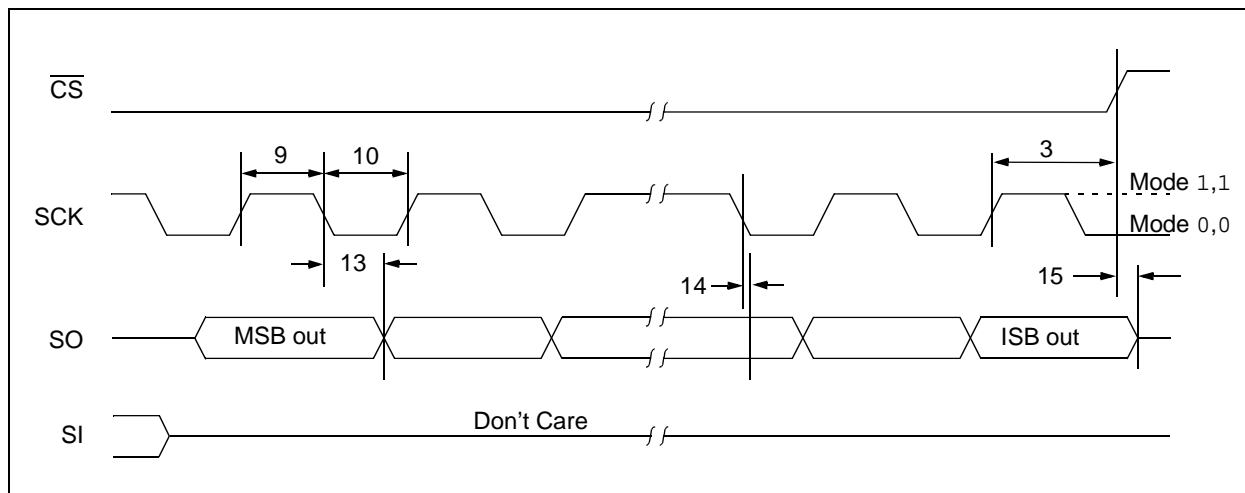 CS
9
10
3
SCK
Mode 1,1
Mode 0,0
13
14
15
SO
MSB out
ISB out
SI
Don't Care